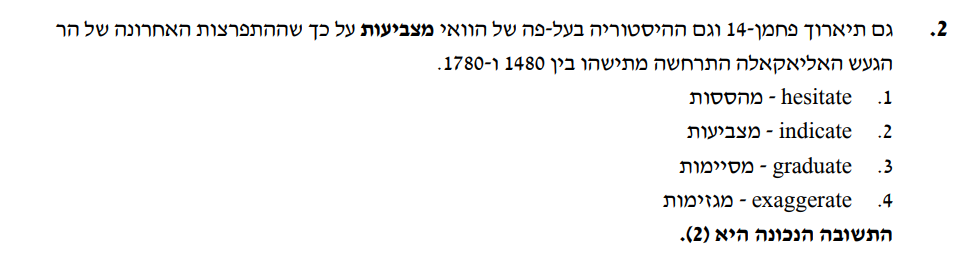 2. גם תיארוך פחמן-14 וגם ההיסטוריה בעל-פה של הוואי מצביעות על כך שההתפרצות האחרונה של הר
הגעש האליאקאלה התרחשה מתישהו בין 1480 ו-1780.
1. hesitate - מהססות
2. indicate - מצביעות
3. graduate - מסיימות
4. exaggerate - מגזימות
התשובה הנכונה היא (2).